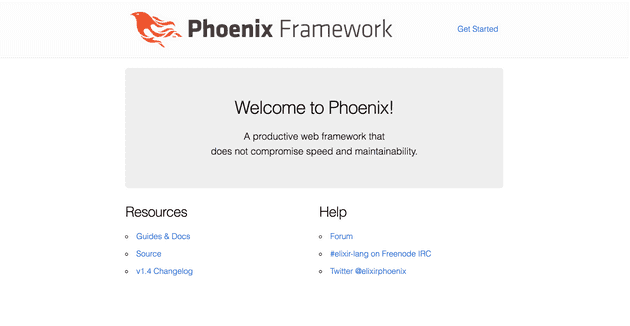 Phoenix Framework
Get Started
Welcome to Phoenix!
A productive web framework that
does not compromise speed and maintainability.
Resources
Guides & Docs
Source
v1.4 Changelog
Help
Forum
#elixir-lang on Freenode IRC
Twitter @elixirphoenix